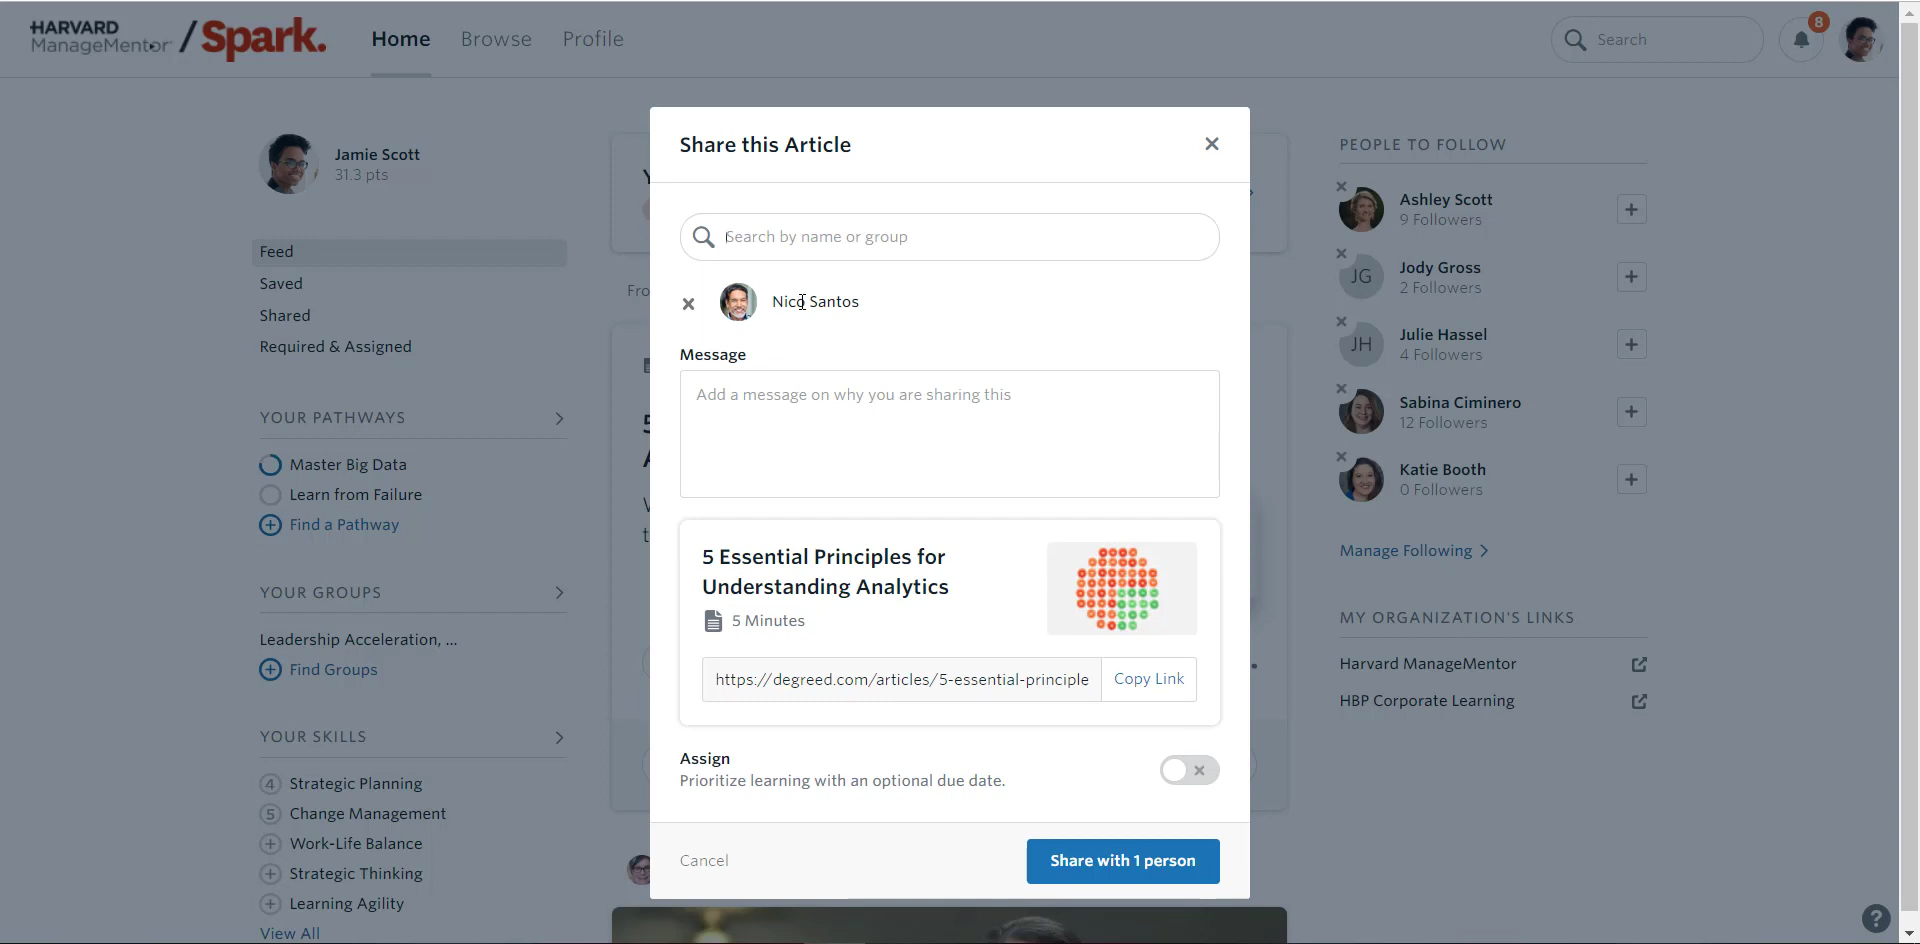 HARVARD
ManageMentor
/ Spark.
Home
Browse
Profile
Search
8
Jamie Scott
31.3 pts
Feed
Saved
Shared
Required & Assigned
YOUR PATHWAYS
Master Big Data
Learn from Failure
Find a Pathway
YOUR GROUPS
Leadership Acceleration, ...
Find Groups
YOUR SKILLS
4 Strategic Planning
5 Change Management
Work-Life Balance
Strategic Thinking
Learning Agility
View All
Share this Article
Search by name or group
Nico Santos
Message
Add a message on why you are sharing this
5 Essential Principles for
Understanding Analytics
5 Minutes
https://degreed.com/articles/5-essential-principle
Copy Link
Assign
Prioritize learning with an optional due date.
Cancel
Share with 1 person
PEOPLE TO FOLLOW
Ashley Scott
9 Followers
JG
Jody Gross
2 Followers
JH
Julie Hassel
4 Followers
Sabina Ciminero
12 Followers
Katie Booth
0 Followers
Manage Following
MY ORGANIZATION'S LINKS
Harvard ManageMentor
HBP Corporate Learning
?